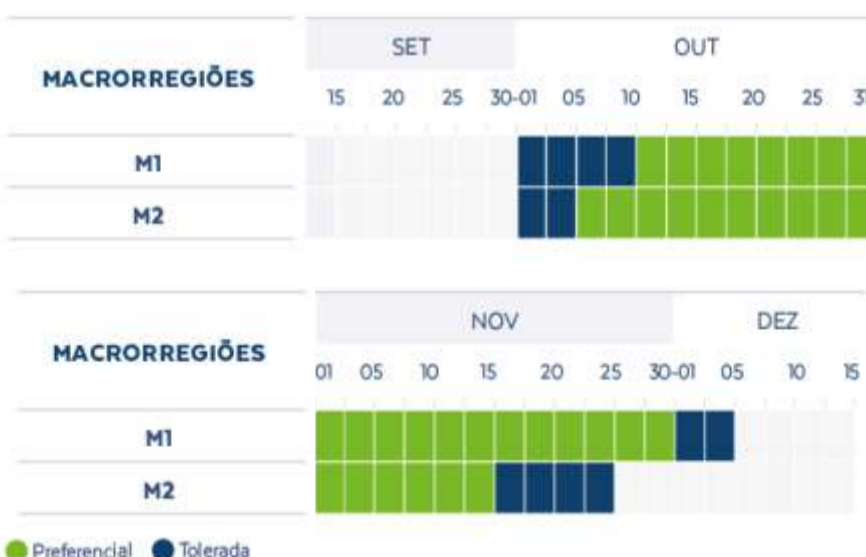 SET OUT
MACRORREGIÕES
15 20 25 30-01 05 10 15 20 25 31
M1
M2
NOV DEZ
MACRORREGIÕES
01 05 10 15 20 25 30-01 05 10 15
M1
M2
Preferencial Tolerada